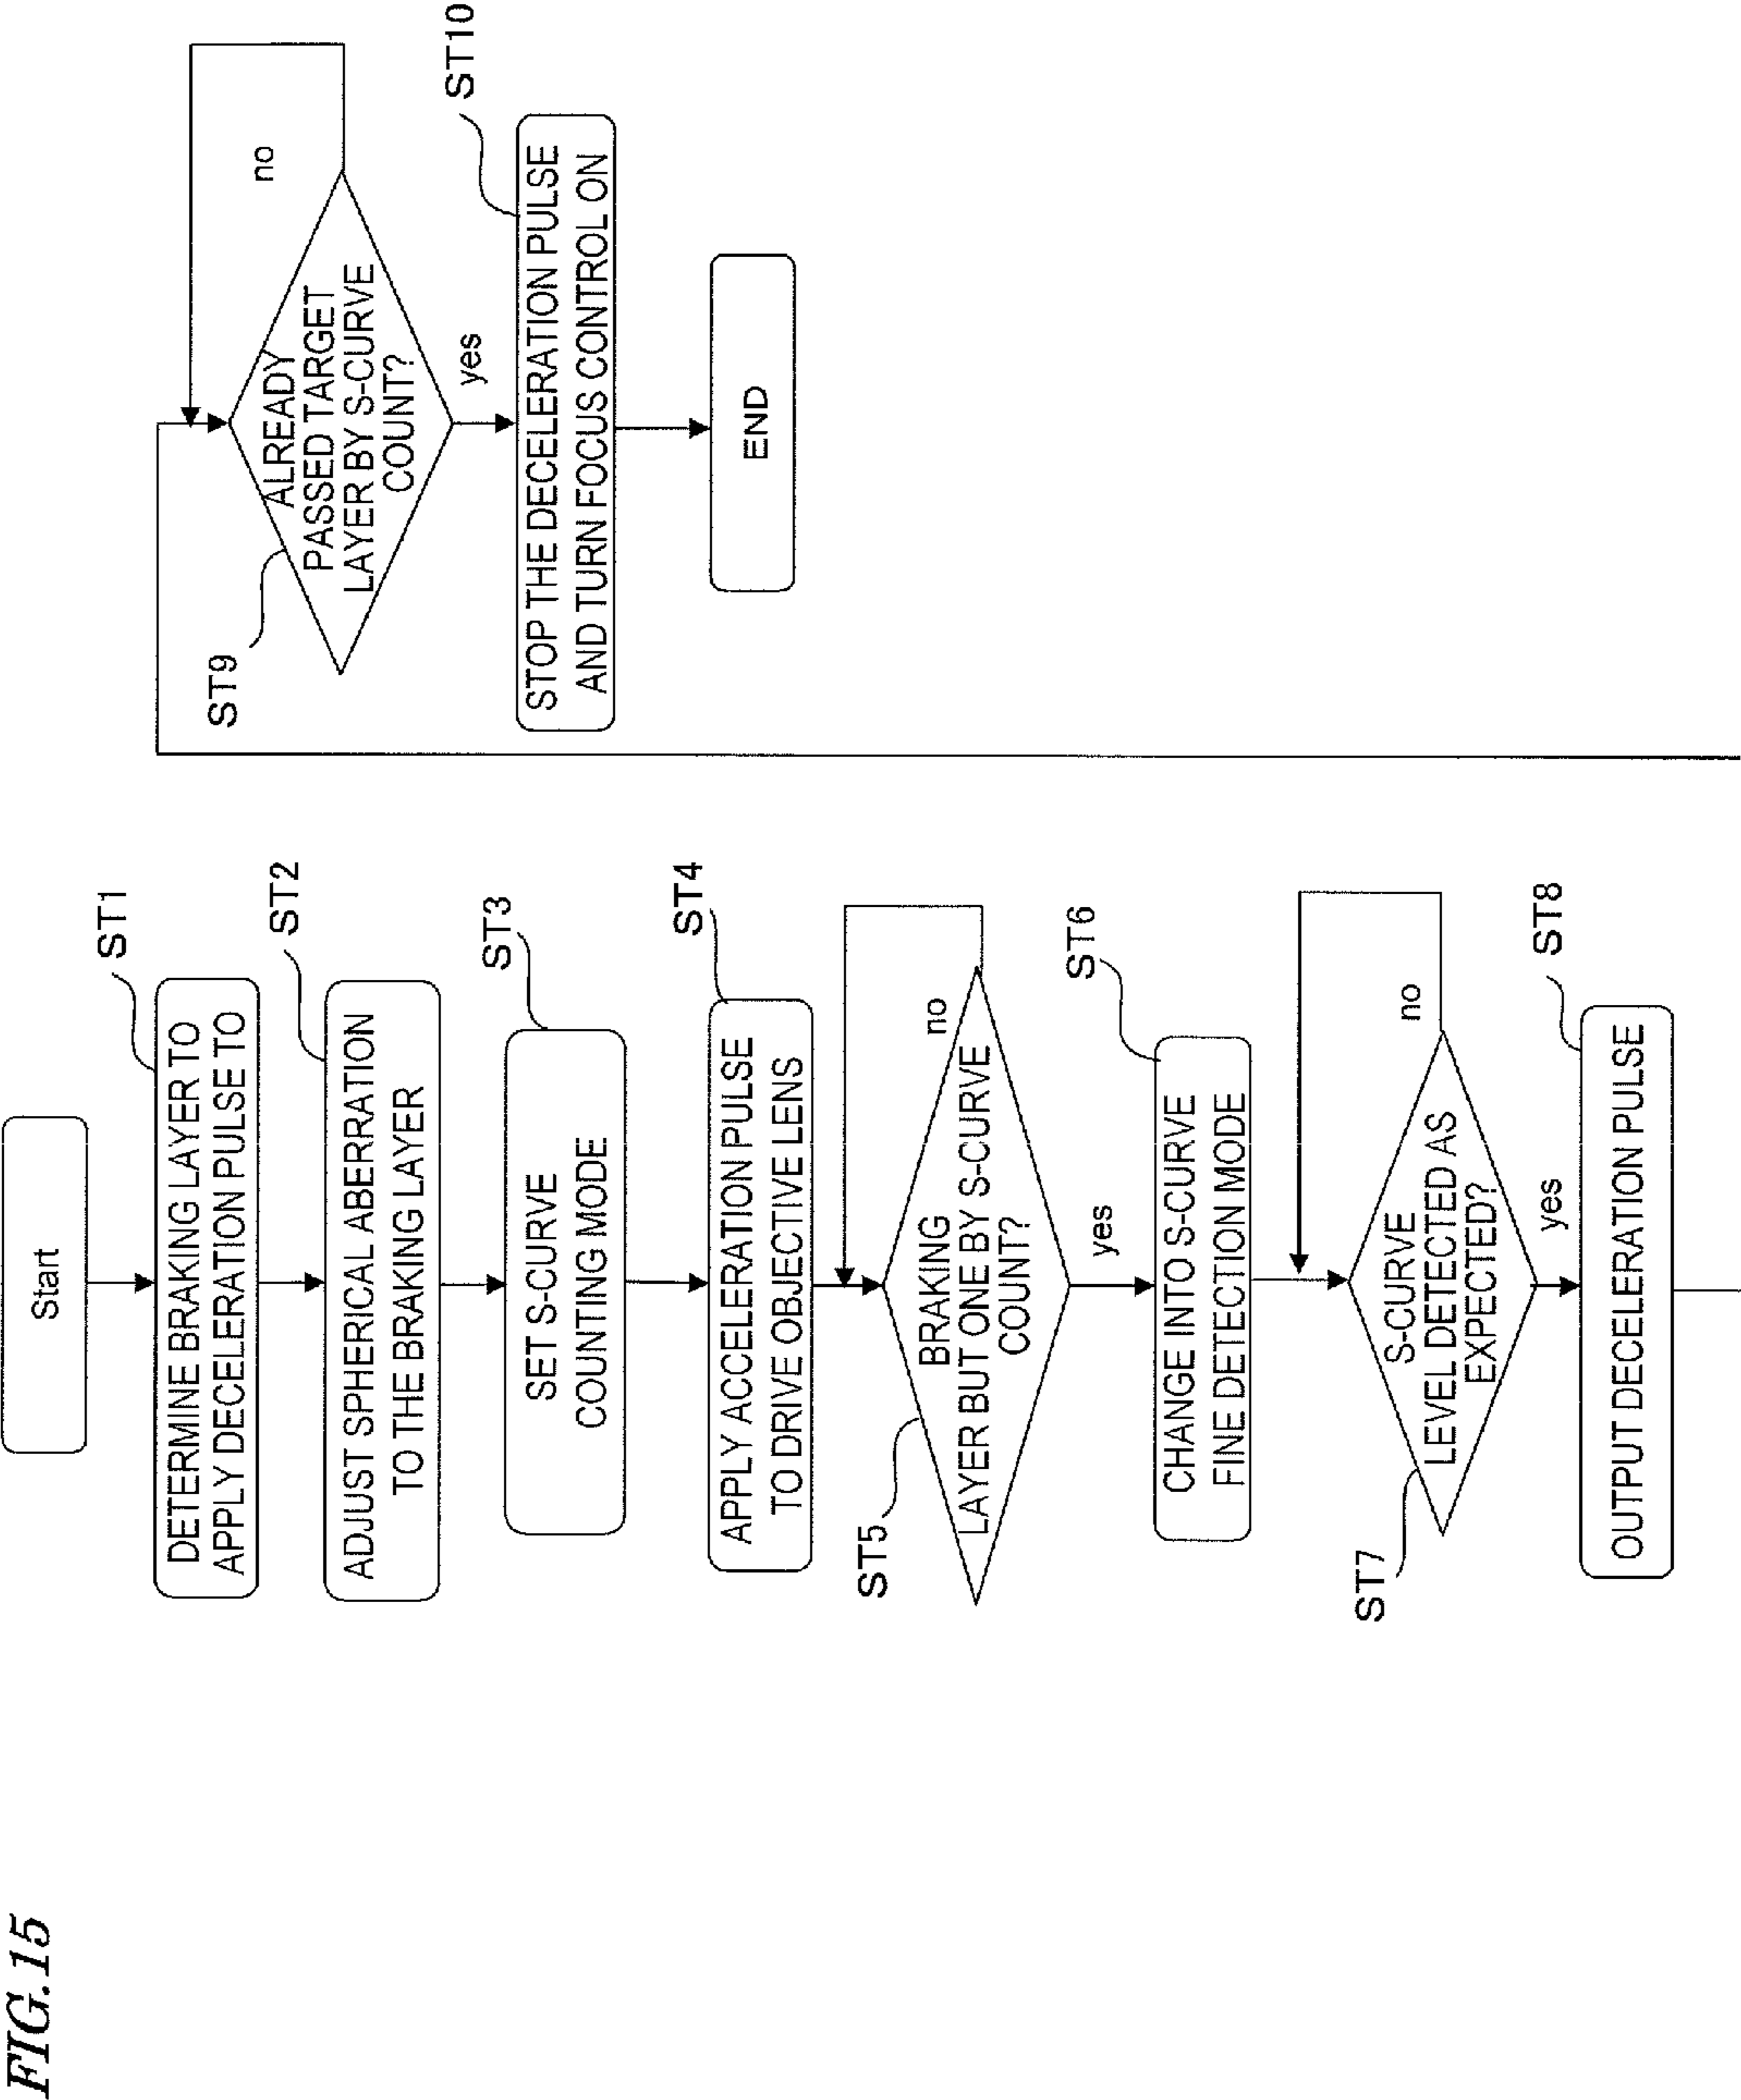 FIG.15
Start
ST1
DETERMINE BRAKING LAYER TO
APPLY DECELERATION PULSE TO
ST2
ADJUST SPHERICAL ABERRATION
TO THE BRAKING LAYER
ST3
SET S-CURVE
COUNTING MODE
ST4
APPLY ACCELERATION PULSE
TO DRIVE OBJECTIVE LENS
ST5
BRAKING
LAYER BUT ONE BY S-CURVE
COUNT?
no
yes
ST6
CHANGE INTO S-CURVE
FINE DETECTION MODE
ST7
S-CURVE
LEVEL DETECTED AS
EXPECTED?
no
yes
ST8
OUTPUT DECELERATION PULSE
ST9
ALREADY
PASSED TARGET
LAYER BY S-CURVE
COUNT?
no
yes
ST10
STOP THE DECELERATION PULSE
AND TURN FOCUS CONTROL ON
END